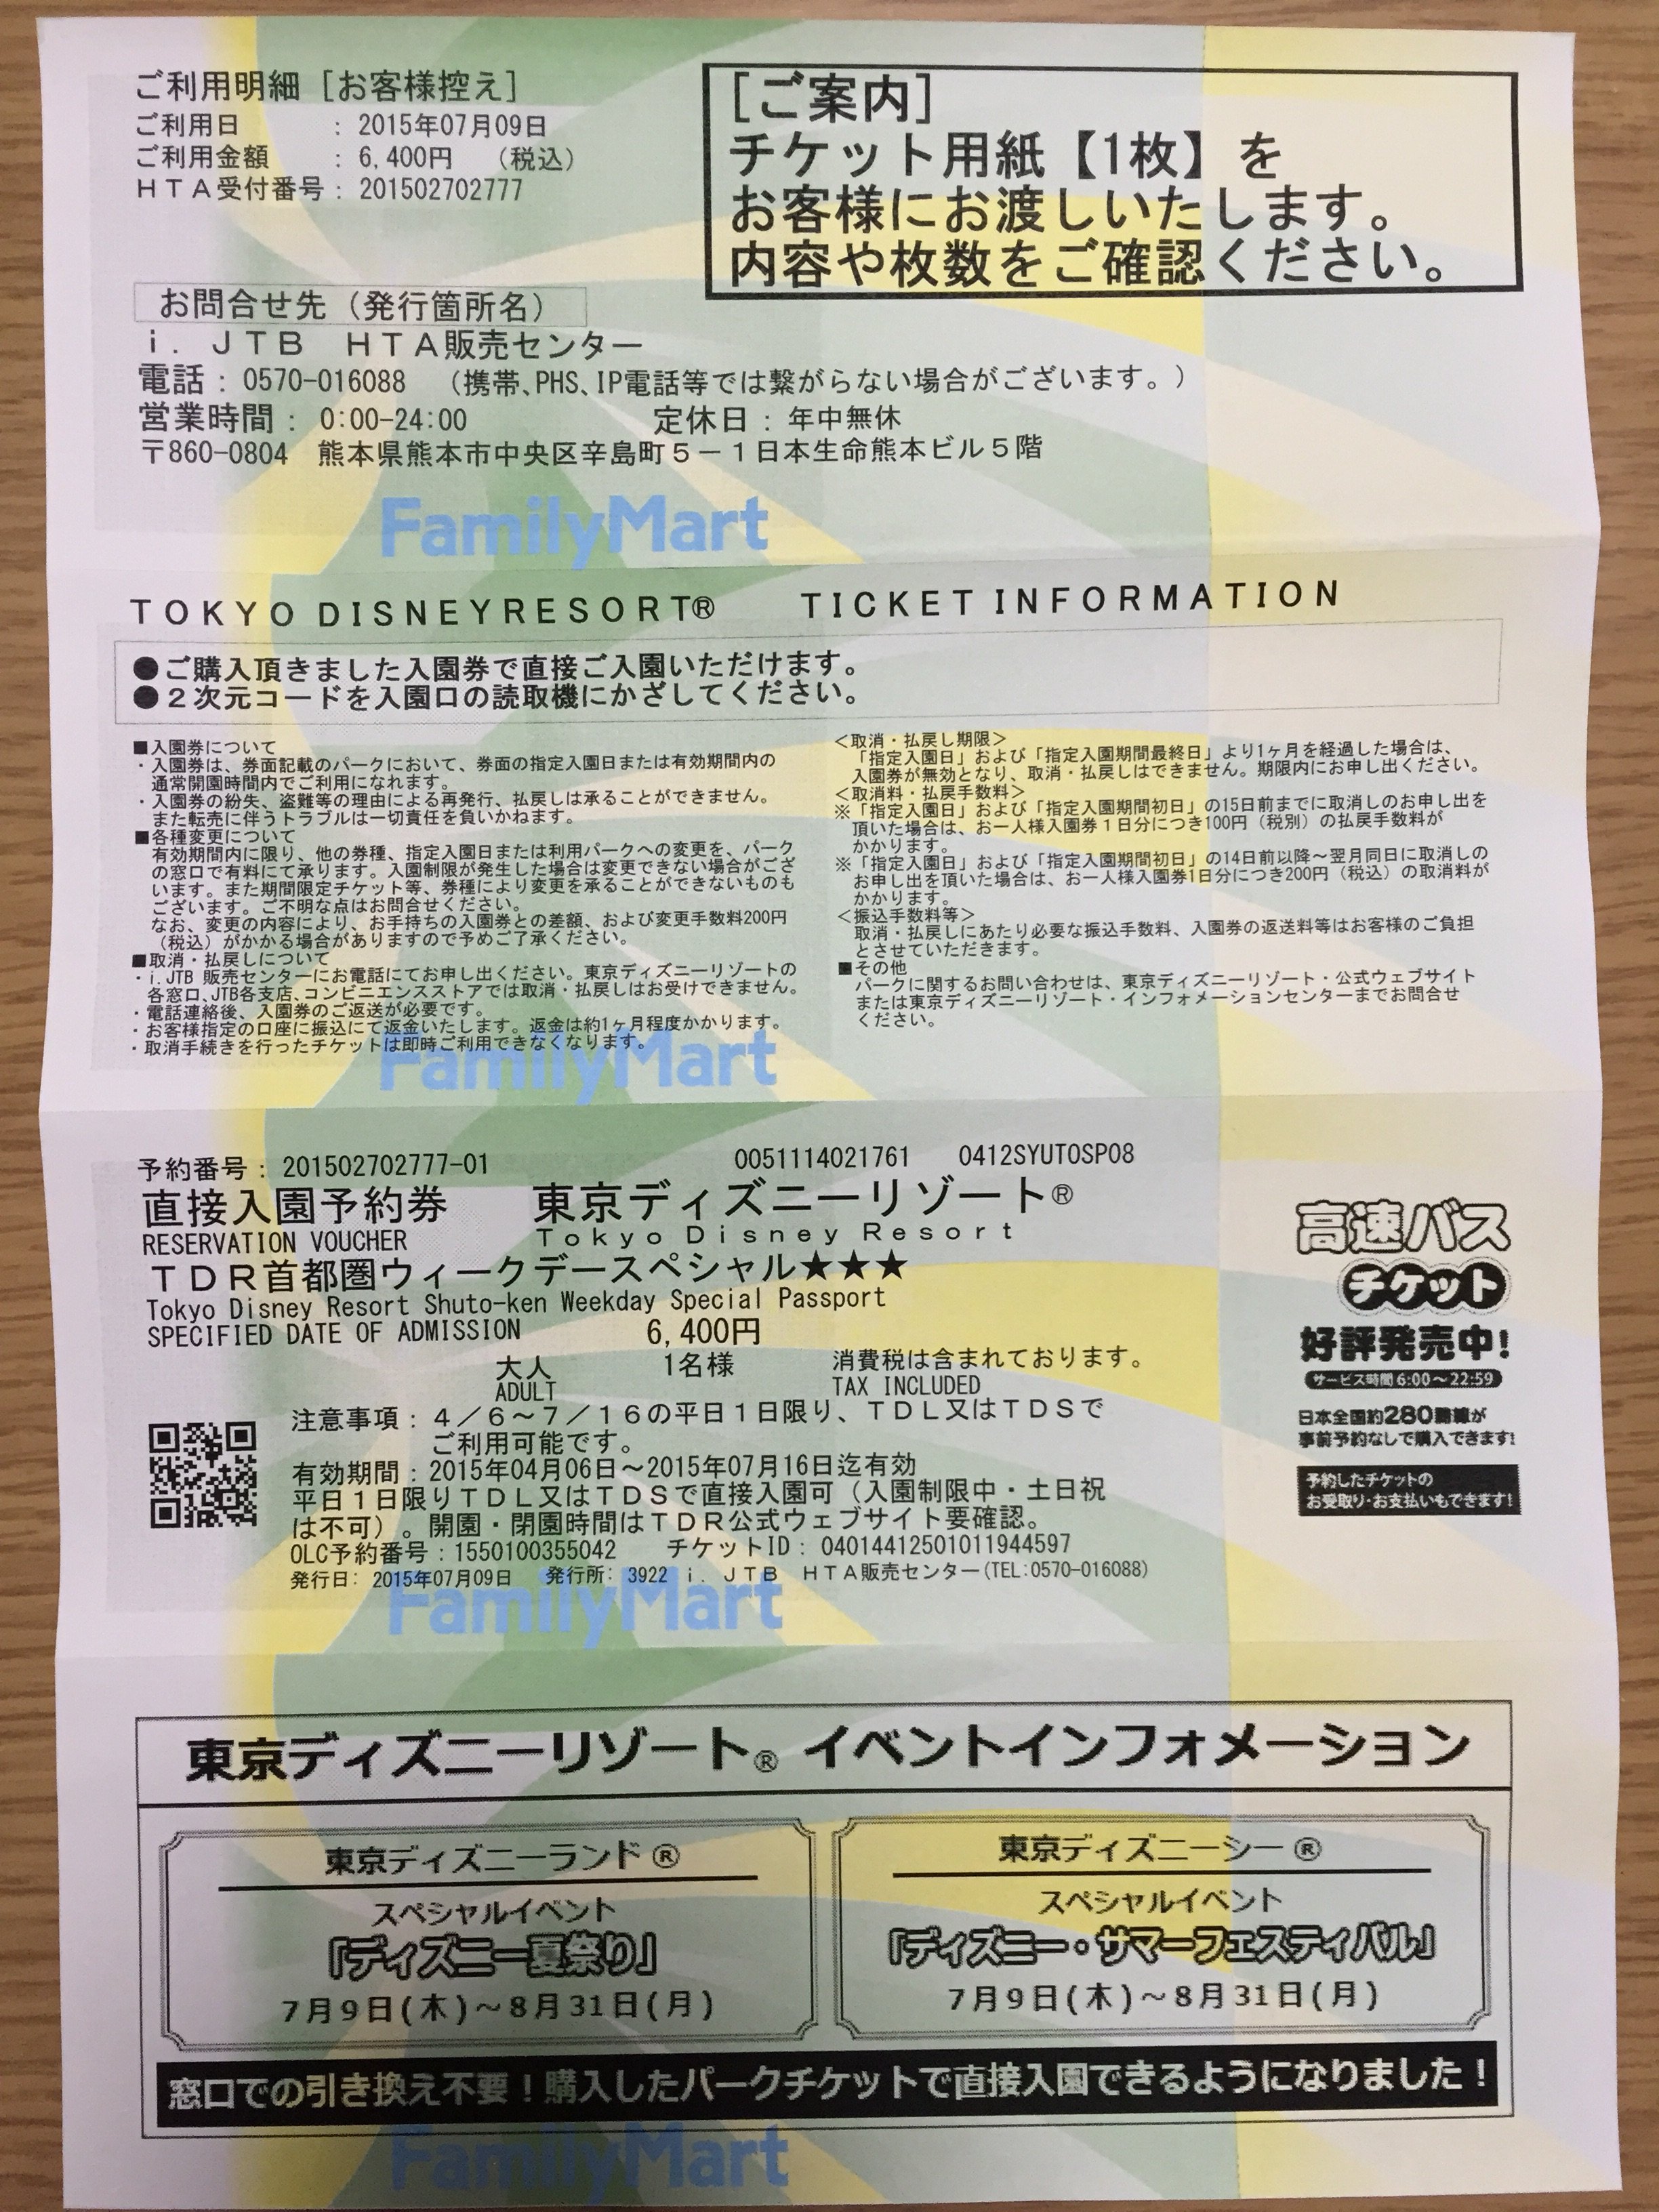 ご利用明細［お客様控え］
ご利用日　　　：2015年07月09日
ご利用金額　　：6,400円　（税込）
ＨＴＡ受付番号：201502702777
［ご案内］
チケット用紙【1枚】を
お客様にお渡しいたします。
内容や枚数をご確認ください。
お問合せ先（発行箇所名）
ｉ．ＪＴＢ　ＨＴＡ販売センター
電話：0570-016088　（携帯、PHS、IP電話等では繋がらない場合がございます。）
営業時間：0:00-24:00　　定休日：年中無休
〒860-0804　熊本県熊本市中央区辛島町５－１日本生命熊本ビル５階
FamilyMart
TOKYO DISNEYRESORT®　TICKET INFORMATION
●ご購入頂きました入園券で直接ご入園いただけます。
●２次元コードを入園口の読取機にかざしてください。
■入園券について
・入園券は、券面記載のパークにおいて、券面の指定入園日または有効期間内の
通常開園時間内でご利用になれます。
・入園券の紛失、盗難等の理由による再発行、払戻しは承ることができません。
また転売に伴うトラブルは一切責任を負いかねます。
■各種変更について
有効期間内に限り、他の券種、指定入園日または利用パークへの変更を、パーク
の窓口で有料にて承ります。入園制限が発生した場合は変更できない場合がござ
います。また期間限定チケット等、券種により変更を承ることができないものも
ございます。ご不明な点はお問合せください。
なお、変更の内容により、お手持ちの入園券との差額、および変更手数料200円
（税込）がかかる場合がありますので予めご了承ください。
■取消・払戻しについて
・i.JTB 販売センターにお電話にてお申し出ください。東京ディズニーリゾートの
各窓口、JTB各支店、コンビニエンスストアでは取消・払戻しはお受けできません。
・電話連絡後、入園券のご返送が必要です。
・お客様指定の口座に振込にて返金いたします。返金は約1ヶ月程度かかります。
・取消手続きを行ったチケットは即時ご利用できなくなります。
＜取消・払戻し期限＞
「指定入園日」および「指定入園期間最終日」より1ヶ月を経過した場合は、
入園券が無効となり、取消・払戻しはできません。期限内にお申し出ください。
＜取消料・払戻手数料＞
※「指定入園日」および「指定入園期間初日」の15日前までに取消しのお申し出を
頂いた場合は、お一人様入園券１日分につき100円（税別）の払戻手数料が
かかります。
※「指定入園日」および「指定入園期間初日」の14日前以降～翌月同日に取消しの
お申し出を頂いた場合は、お一人様入園券1日分につき200円（税込）の取消料が
かかります。
＜振込手数料等＞
取消・払戻しにあたり必要な振込手数料、入園券の返送料等はお客様のご負担
とさせていただきます。
■その他
パークに関するお問い合わせは、東京ディズニーリゾート・公式ウェブサイト
または東京ディズニーリゾート・インフォメーションセンターまでお問合せ
ください。
FamilyMart
予約番号：201502702777-01　　0051114021761　0412SYUTOSP08
直接入園予約券　　東京ディズニーリゾート®
RESERVATION VOUCHER　　Tokyo Disney Resort
ＴＤＲ首都圏ウィークデースペシャル★★★
Tokyo Disney Resort Shuto-ken Weekday Special Passport
SPECIFIED DATE OF ADMISSION　　6,400円
大人　　1名様　　消費税は含まれております。
ADULT　　TAX INCLUDED
注意事項：４／６～７／１６の平日１日限り、ＴＤＬ又はＴＤＳで
ご利用可能です。
有効期間：2015年04月06日～2015年07月16日迄有効
平日１日限りＴＤＬ又はＴＤＳで直接入園可（入園制限中・土日祝
は不可）。開園・閉園時間はＴＤＲ公式ウェブサイト要確認。
OLC予約番号：1550100355042　チケットID：04014412501011944597
発行日：2015年07月09日　発行所：3922 ｉ．ＪＴＢ　ＨＴＡ販売センター(TEL:0570-016088)
FamilyMart
高速バス
チケット
好評発売中!
サービス時間 6:00～22:59
日本全国約280路線が
事前予約なしで購入できます!
予約したチケットの
お受取り・お支払いもできます!
東京ディズニーリゾート® イベントインフォメーション
東京ディズニーランド®
スペシャルイベント
「ディズニー夏祭り」
7月9日(木)～8月31日(月)
東京ディズニーシー®
スペシャルイベント
「ディズニー・サマーフェスティバル」
7月9日(木)～8月31日(月)
窓口での引き換え不要！購入したパークチケットで直接入園できるようになりました！
FamilyMart